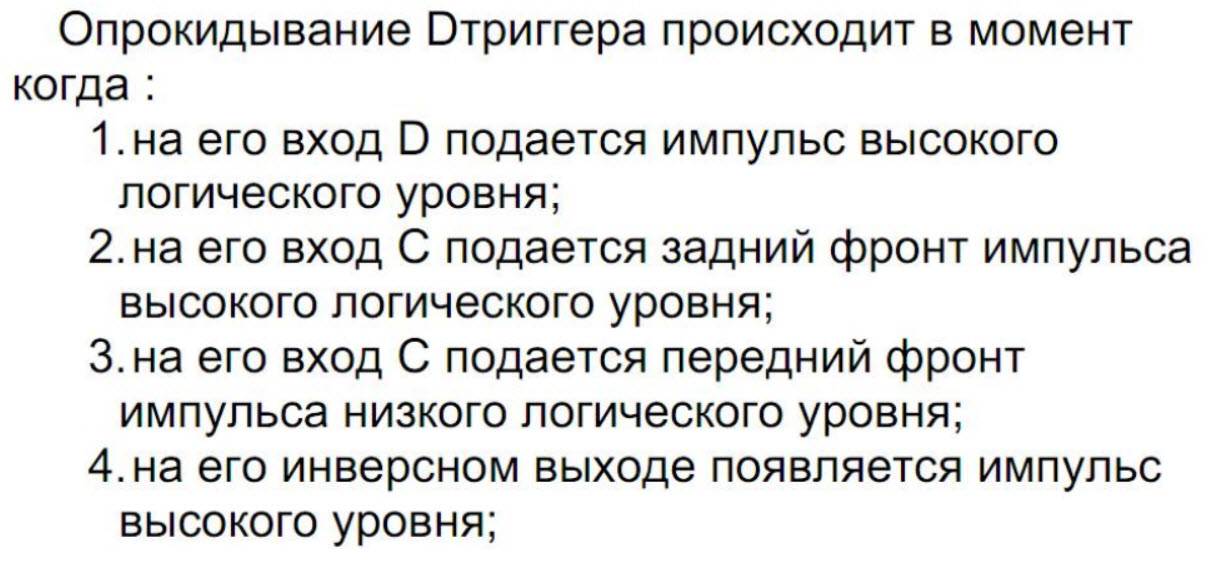 Опрокидывание Dтриггера происходит в момент
когда :
1.на его вход D подается импульс высокого
логического уровня;
2.на его вход С подается задний фронт импульса
высокого логического уровня;
3.на его вход С подается передний фронт
импульса низкого логического уровня;
4.на его инверсном выходе появляется импульс
высокого уровня;